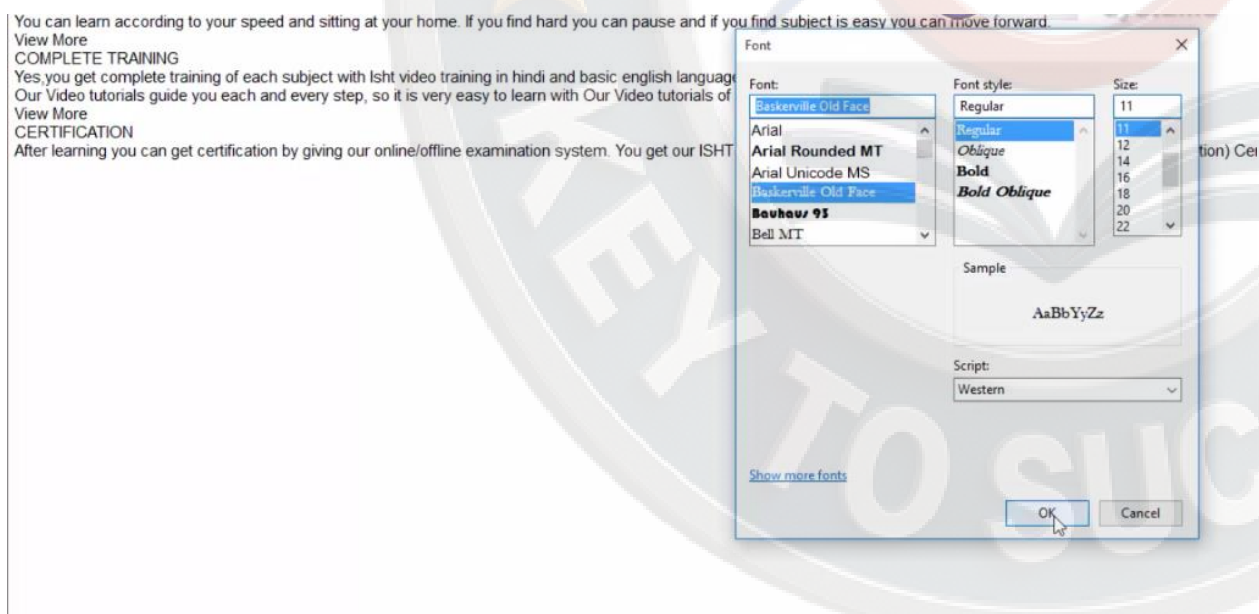 You can learn according to your speed and sitting at your home. If you find hard you can pause and if you find subject is easy you can move forward.
View More
COMPLETE TRAINING
Yes,you get complete training of each subject with Isht video training in hindi and basic english language
Our Video tutorials guide you each and every step, so it is very easy to learn with Our Video tutorials of
View More
CERTIFICATION
After learning you can get certification by giving our online/offline examination system. You get our ISHT
tion) Cer
Font
Font:
Baskerville Old Face
Arial
Arial Rounded MT
Arial Unicode MS
Baskerville Old Face
Bauhaus 93
Bell MT
Font style:
Regular
Regular
Oblique
Bold
Bold Oblique
Size:
11
11
12
14
16
18
20
22
Sample
AaBbYyZz
Script:
Western
Show more fonts
OK
Cancel
KEY TO SUC